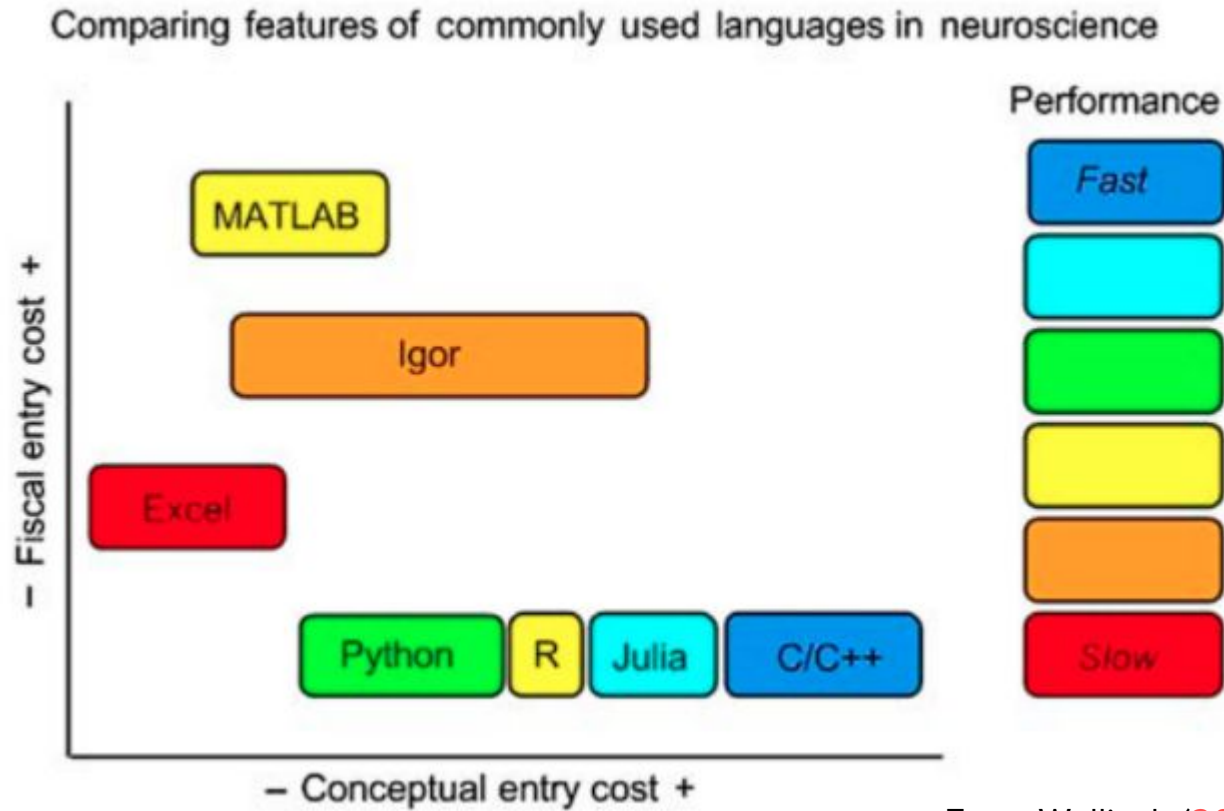 Comparing features of commonly used languages in neuroscience
Performance
Fast
MATLAB
Igor
Excel
Python
R
Julia
C/C++
Slow
– Fiscal entry cost +
– Conceptual entry cost +